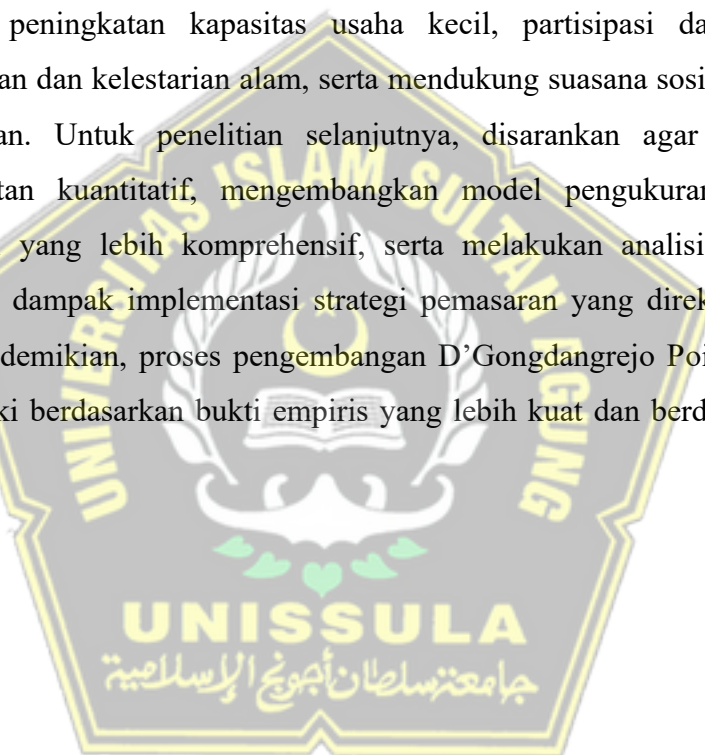 peningkatan kapasitas usaha kecil, partisipasi da
an dan kelestarian alam, serta mendukung suasana sosi
an. Untuk penelitian selanjutnya, disarankan agar
tan kuantitatif, mengembangkan model pengukuran
yang lebih komprehensif, serta melakukan analisi
dampak implementasi strategi pemasaran yang direk
demikian, proses pengembangan D’Gongdangrejo Poi
ki berdasarkan bukti empiris yang lebih kuat dan berd
UNIVERSITAS ISLAM SULTAN AGUNG
UNISSULA
جامعتسلطان أجونج الإسلامية